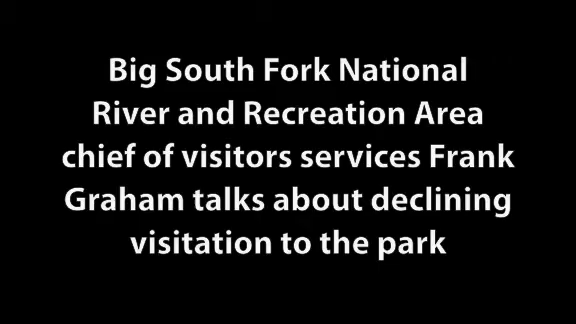 Big South Fork National
River and Recreation Area
chief of visitors services Frank
Graham talks about declining
visitation to the park